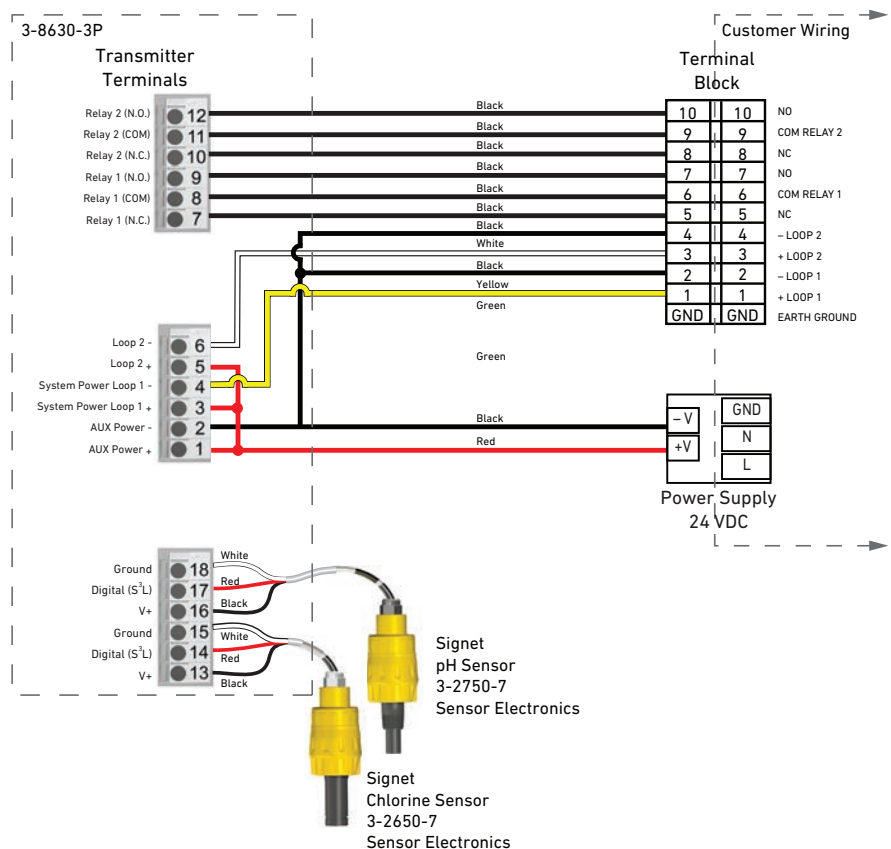 3-8630-3P
Customer Wiring
Transmitter
Terminals
Terminal
Block
Relay 2 (N.O.) 12 Black 10 10 NO
Relay 2 (COM) 11 Black 9 9 COM RELAY 2
Relay 2 (N.C.) 10 Black 8 8 NC
Relay 1 (N.O.) 9 Black 7 7 NO
Relay 1 (COM) 8 Black 6 6 COM RELAY 1
Relay 1 (N.C.) 7 Black 5 5 NC
Black 4 4 – LOOP 2
White 3 3 + LOOP 2
Black 2 2 – LOOP 1
Yellow 1 1 + LOOP 1
Green GND GND EARTH GROUND
Loop 2 - 6
Loop 2 + 5 Green
System Power Loop 1 - 4
System Power Loop 1 + 3
AUX Power - 2 Black – V
AUX Power + 1 Red +V
GND
N
L
Power Supply
24 VDC
Ground 18 White
Digital (S³L) 17 Red
V+ 16 Black
Ground 15 White
Digital (S³L) 14 Red
V+ 13 Black
Signet
pH Sensor
3-2750-7
Sensor Electronics
Signet
Chlorine Sensor
3-2650-7
Sensor Electronics